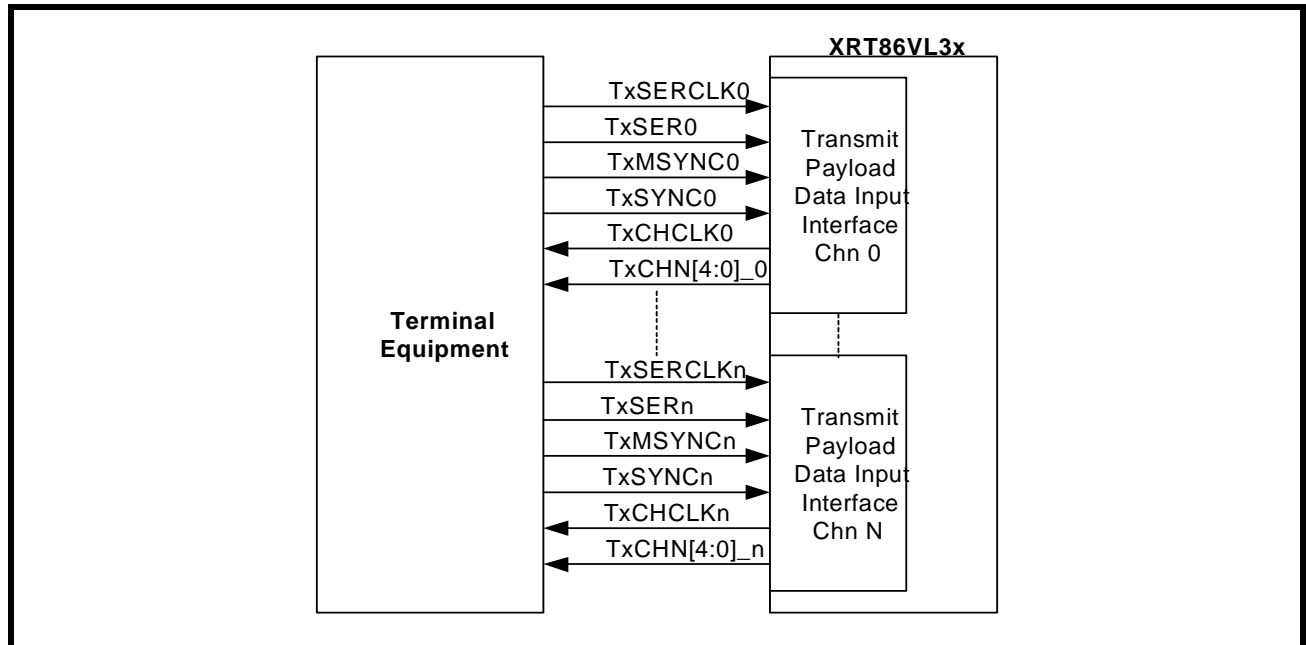 XRT86VL3x
TxSERCLK0
TxSER0
TxMSYNC0
TxSYNC0
TxCHCLK0
TxCHN[4:0]_0
Transmit
Payload
Data Input
Interface
Chn 0
Terminal
Equipment
TxSERCLKn
TxSERn
TxMSYNCn
TxSYNCn
TxCHCLKn
TxCHN[4:0]_n
Transmit
Payload
Data Input
Interface
Chn N